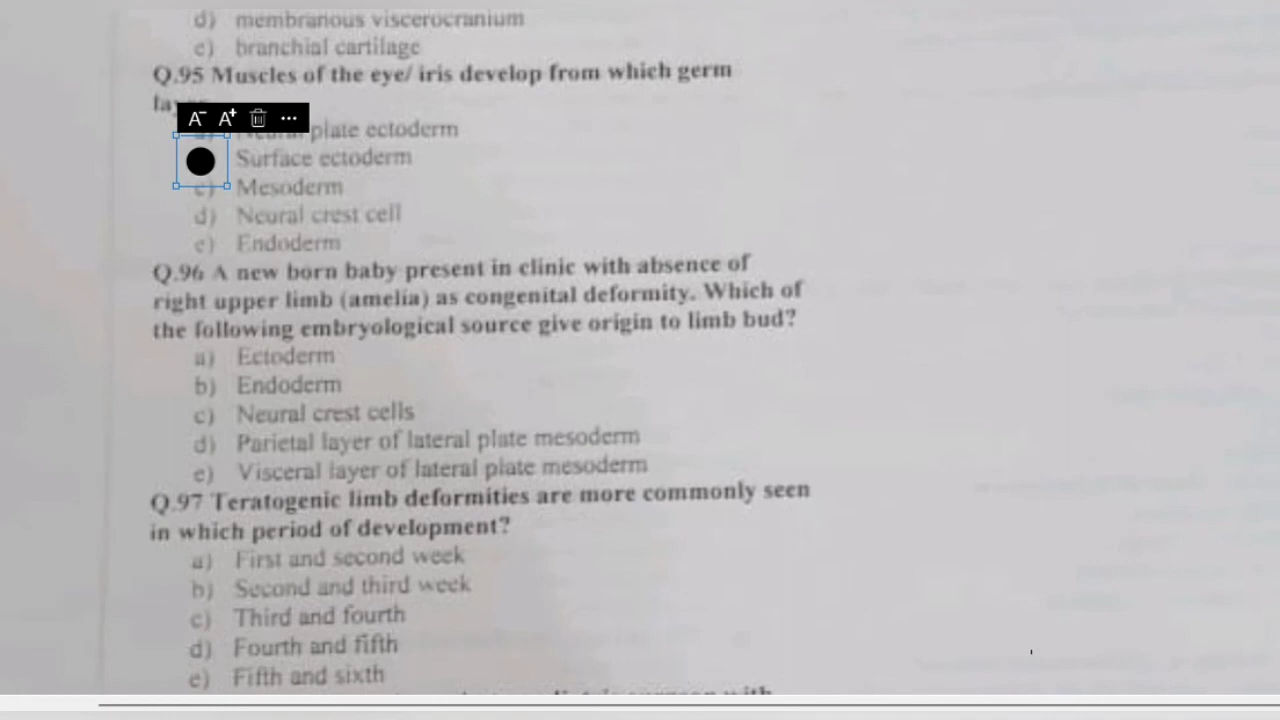 d) membranous viscerocranium
e) branchial cartilage
Q.95 Muscles of the eye/ iris develop from which germ
A- A+ ...
plate ectoderm
Surface ectoderm
c) Mesoderm
d) Neural crest cell
e) Endoderm
Q.96 A new born baby present in clinic with absence of
right upper limb (amelia) as congenital deformity. Which of
the following embryological source give origin to limb bud?
a) Ectoderm
b) Endoderm
c) Neural crest cells
d) Parietal layer of lateral plate mesoderm
e) Visceral layer of lateral plate mesoderm
Q.97 Teratogenic limb deformities are more commonly seen
in which period of development?
a) First and second week
b) Second and third week
c) Third and fourth
d) Fourth and fifth
e) Fifth and sixth